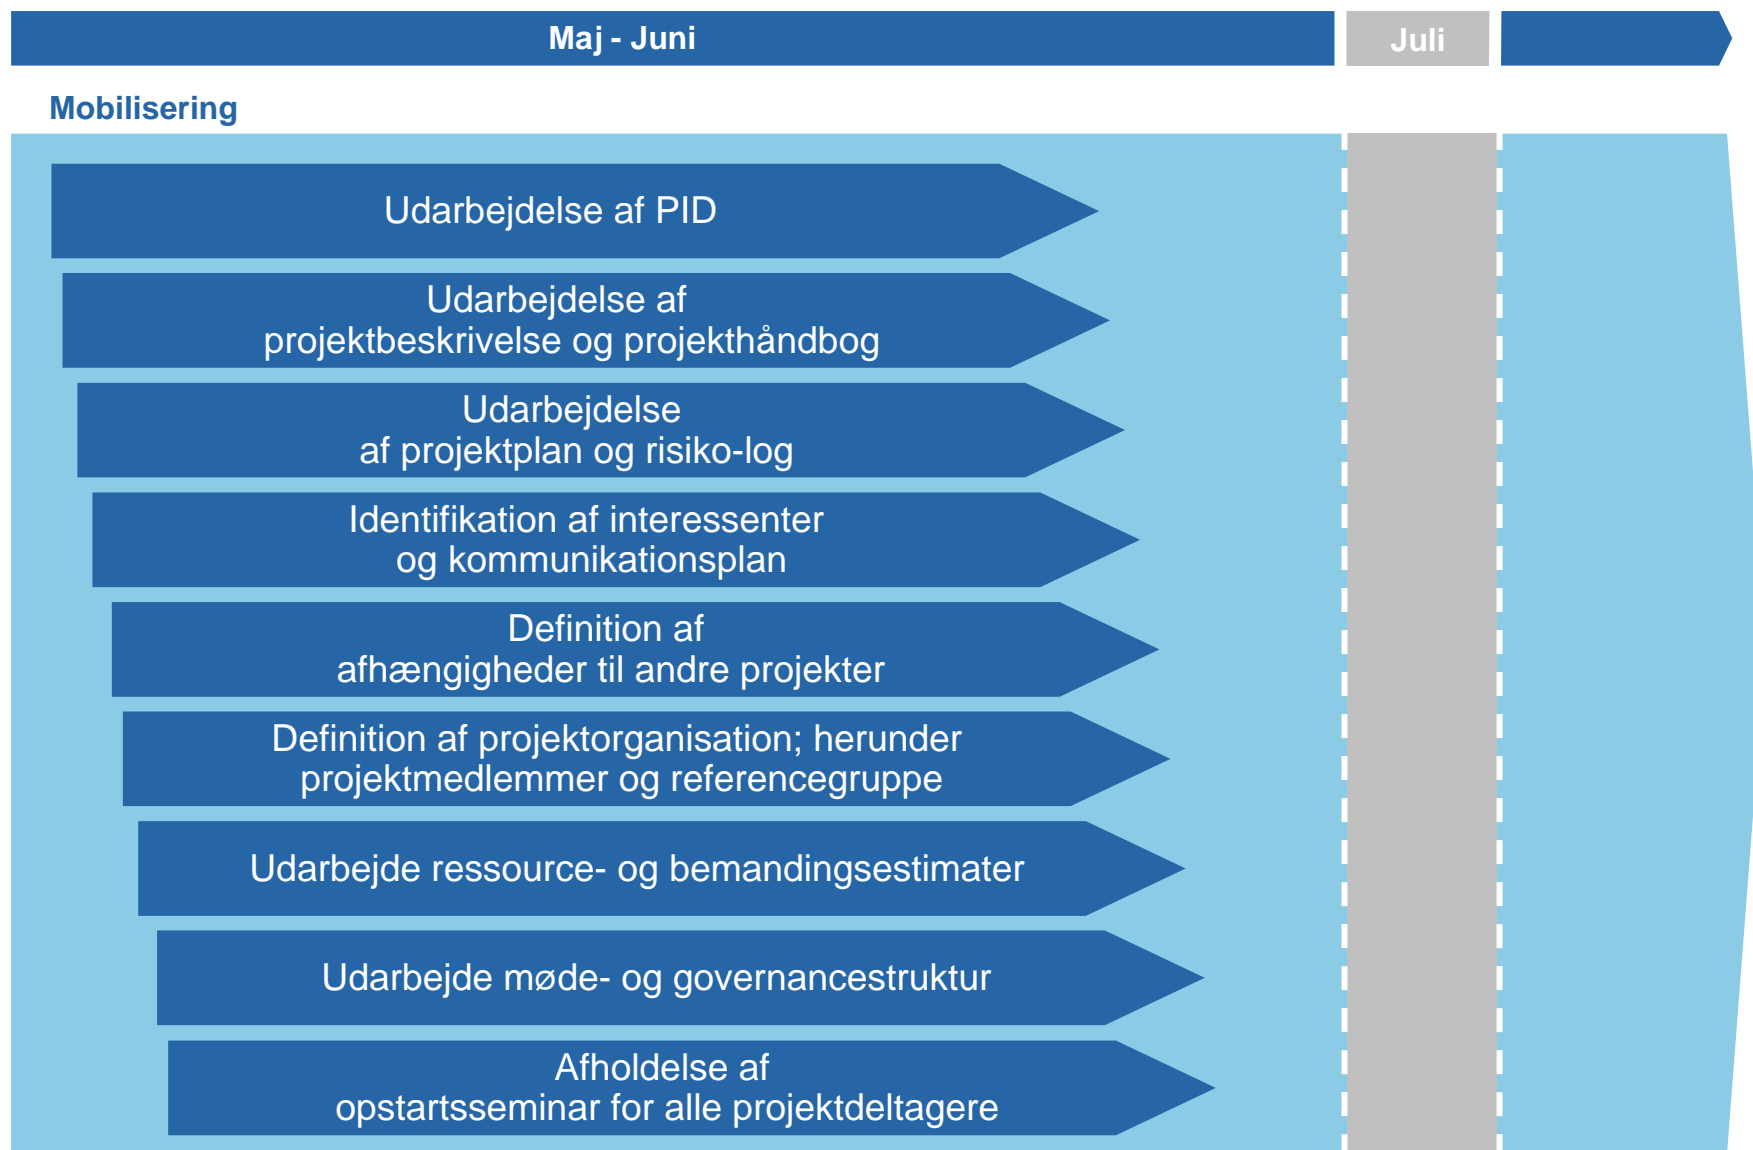 Maj - Juni
Juli
Mobilisering
Udarbejdelse af PID
Udarbejdelse af
projektbeskrivelse og projekthåndbog
Udarbejdelse
af projektplan og risiko-log
Identifikation af interessenter
og kommunikationsplan
Definition af
afhængigheder til andre projekter
Definition af projektorganisation; herunder
projektmedlemmer og referencegruppe
Udarbejde ressource- og bemandingsestimater
Udarbejde møde- og governancestruktur
Afholdelse af
opstartsseminar for alle projektdeltagere